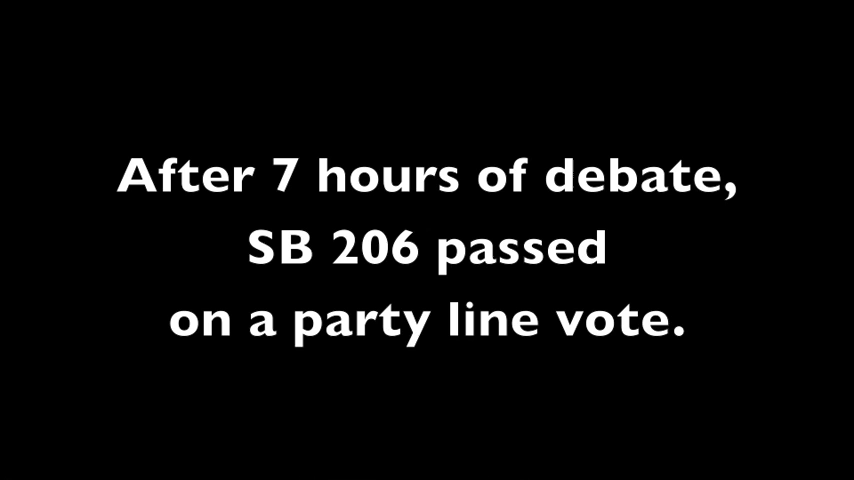 After 7 hours of debate,
SB 206 passed
on a party line vote.